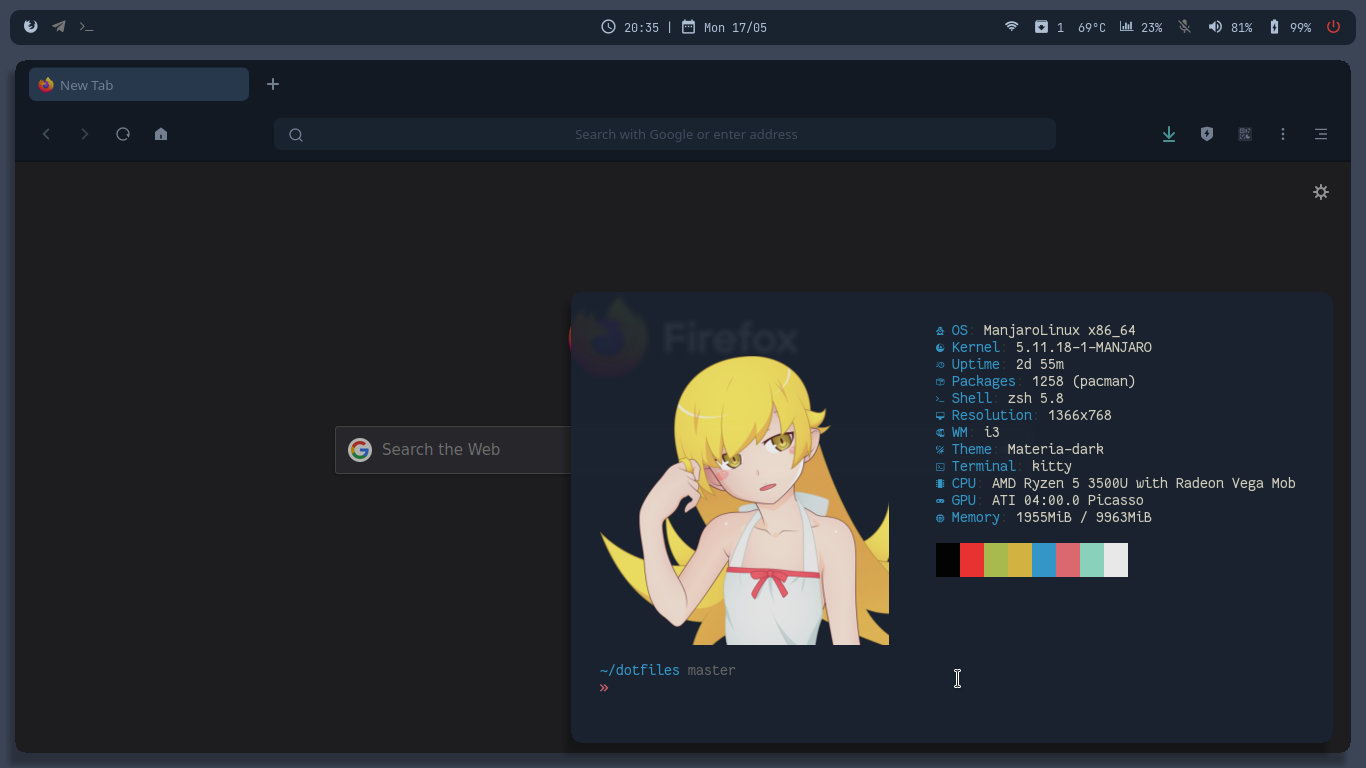 20:35 | Mon 17/05 1 69°C 23% 81% 99%
New Tab
Search with Google or enter address
Firefox
Search the Web
OS: ManjaroLinux x86_64
Kernel: 5.11.18-1-MANJARO
Uptime: 2d 55m
Packages: 1258 (pacman)
Shell: zsh 5.8
Resolution: 1366x768
WM: i3
Theme: Materia-dark
Terminal: kitty
CPU: AMD Ryzen 5 3500U with Radeon Vega Mob
GPU: ATI 04:00.0 Picasso
Memory: 1955MiB / 9963MiB
~/dotfiles master
»